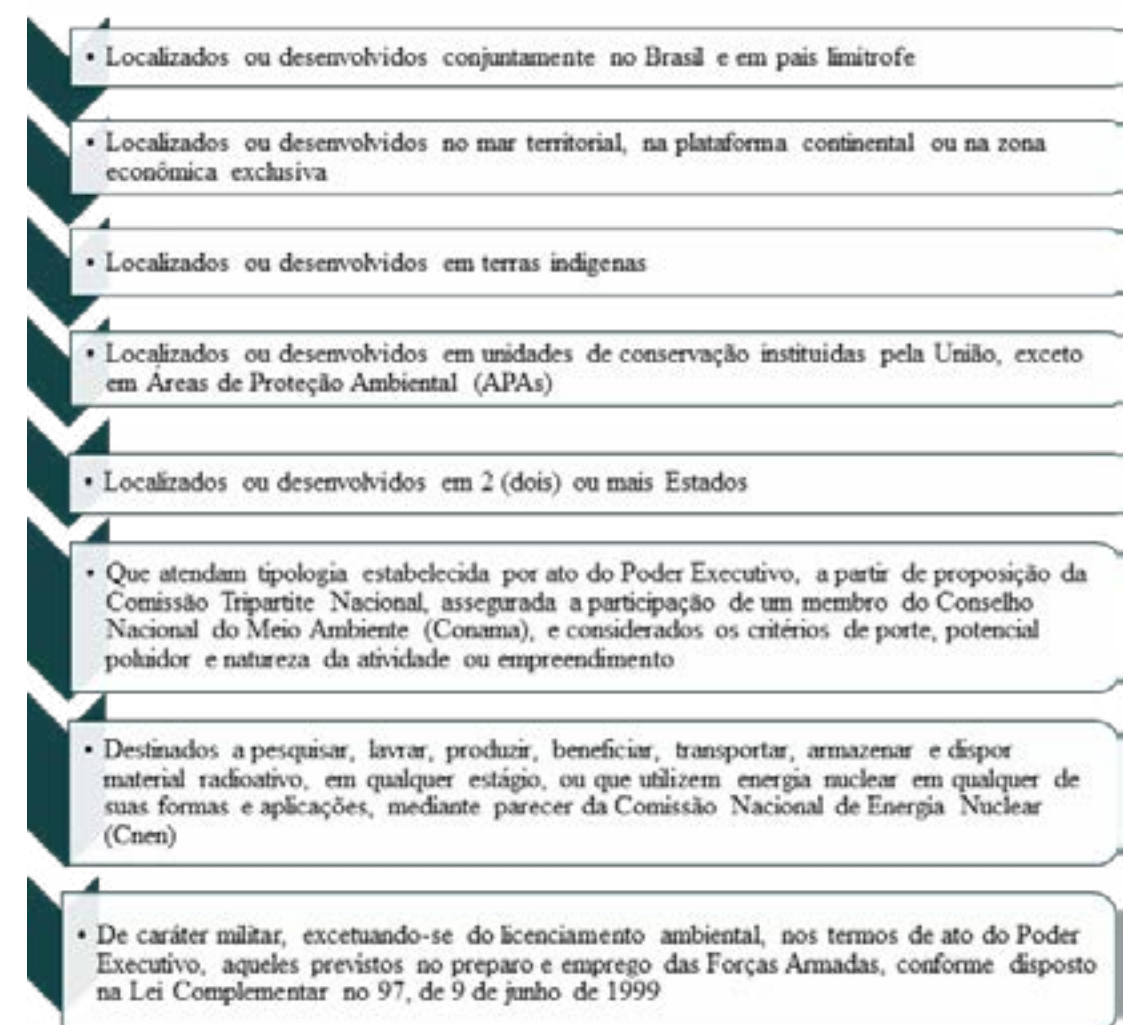 • Localizados ou desenvolvidos conjuntamente no Brasil e em país limítrofe
• Localizados ou desenvolvidos no mar territorial, na plataforma continental ou na zona
econômica exclusiva
• Localizados ou desenvolvidos em terras indígenas
• Localizados ou desenvolvidos em unidades de conservação instituídas pela União, exceto
em Áreas de Proteção Ambiental (APAs)
• Localizados ou desenvolvidos em 2 (dois) ou mais Estados
• Que atendam tipologia estabelecida por ato do Poder Executivo, a partir de proposição da
Comissão Tripartite Nacional, assegurada a participação de um membro do Conselho
Nacional do Meio Ambiente (Conama), e considerados os critérios de porte, potencial
poluidor e natureza da atividade ou empreendimento
• Destinados a pesquisar, lavrar, produzir, beneficiar, transportar, armazenar e dispor
material radioativo, em qualquer estágio, ou que utilizem energia nuclear em qualquer de
suas formas e aplicações, mediante parecer da Comissão Nacional de Energia Nuclear
(Cnen)
• De caráter militar, excetuando-se do licenciamento ambiental, nos termos de ato do Poder
Executivo, aqueles previstos no preparo e emprego das Forças Armadas, conforme disposto
na Lei Complementar no 97, de 9 de junho de 1999